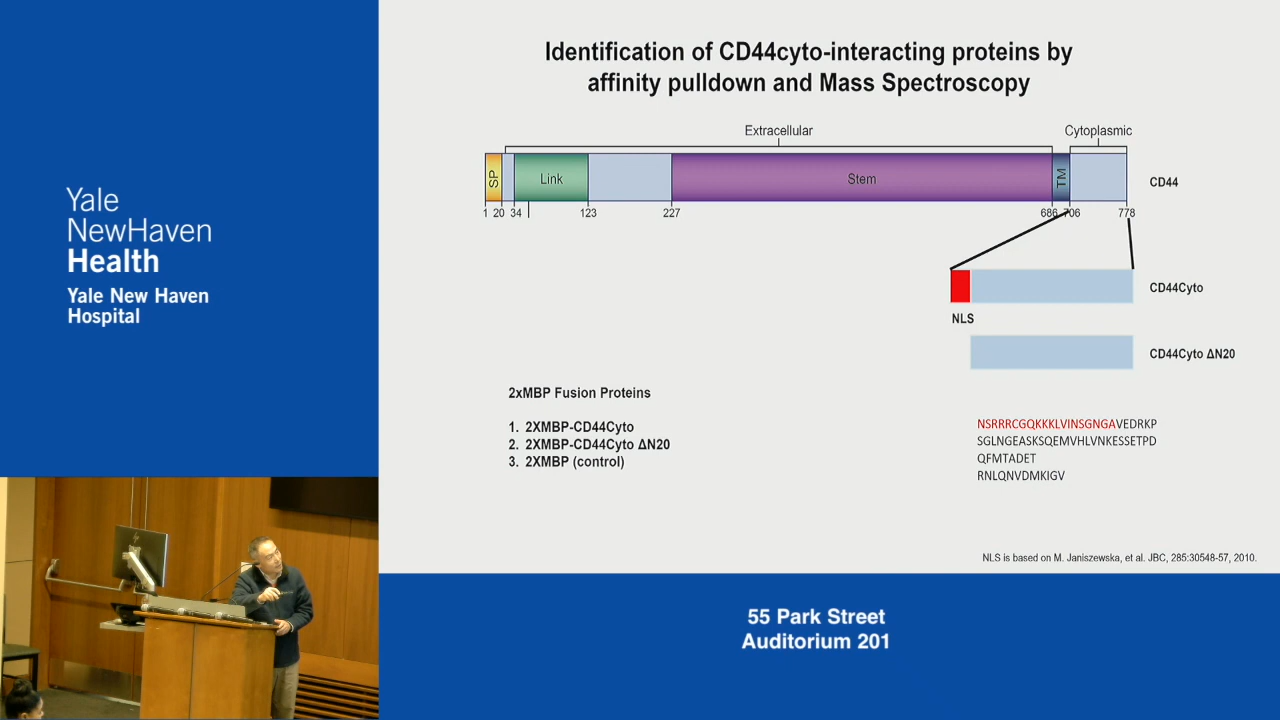 Yale
NewHaven
Health
Yale New Haven
Hospital
Identification of CD44cyto-interacting proteins by
affinity pulldown and Mass Spectroscopy
Extracellular
Cytoplasmic
SP
Link
Stem
TM
CD44
1 20 34 123 227 686 706 778
CD44Cyto
NLS
CD44Cyto ΔN20
2xMBP Fusion Proteins
1. 2XMBP-CD44Cyto
2. 2XMBP-CD44Cyto ΔN20
3. 2XMBP (control)
NSRRRCGQKKKLVINSGNGAVEDRKP
SGLNGEASKSQEMVHLVNKESSETPD
QFMTADET
RNLQNVDMKIGV
NLS is based on M. Janiszewska, et al. JBC, 285:30548-57, 2010.
55 Park Street
Auditorium 201